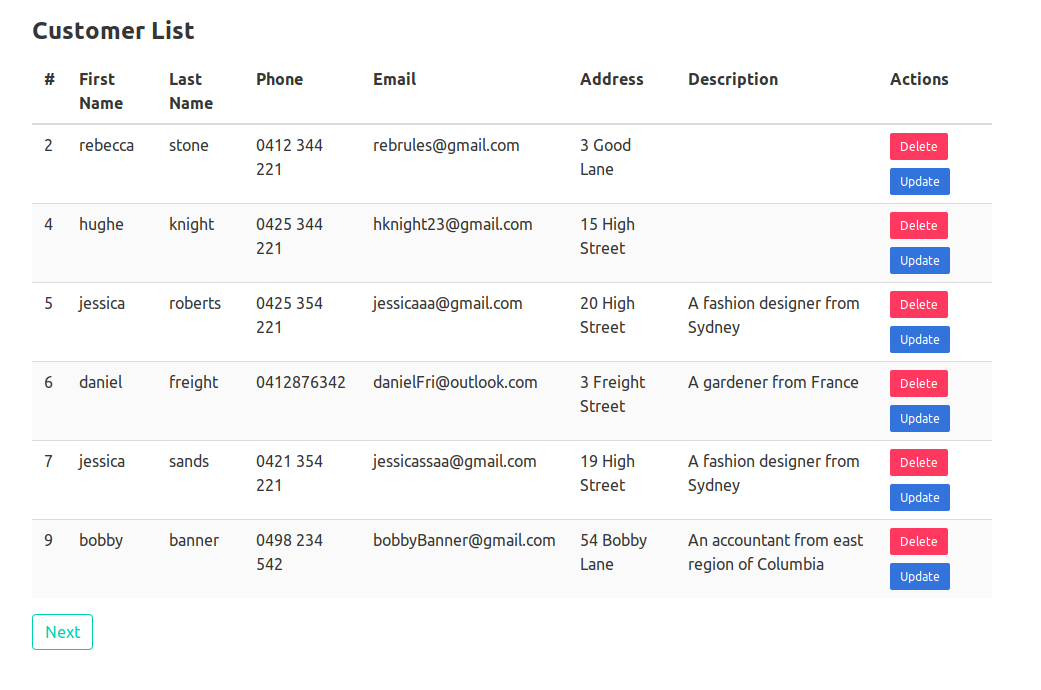 Customer List
# First Name Last Name Phone Email Address Description Actions
2 rebecca stone 0412 344 221 rebrules@gmail.com 3 Good Lane Delete Update
4 hughe knight 0425 344 221 hknight23@gmail.com 15 High Street Delete Update
5 jessica roberts 0425 354 221 jessicaaa@gmail.com 20 High Street A fashion designer from Sydney Delete Update
6 daniel freight 0412876342 danielFri@outlook.com 3 Freight Street A gardener from France Delete Update
7 jessica sands 0421 354 221 jessicassaa@gmail.com 19 High Street A fashion designer from Sydney Delete Update
9 bobby banner 0498 234 542 bobbyBanner@gmail.com 54 Bobby Lane An accountant from east region of Columbia Delete Update
Next